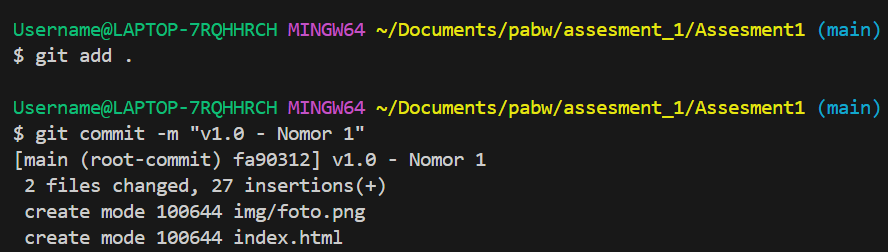 Username@LAPTOP-7RQHHRCH MINGW64 ~/Documents/pabw/assesment_1/Assesment1 (main)
$ git add .
Username@LAPTOP-7RQHHRCH MINGW64 ~/Documents/pabw/assesment_1/Assesment1 (main)
$ git commit -m "v1.0 - Nomor 1"
[main (root-commit) fa90312] v1.0 - Nomor 1
 2 files changed, 27 insertions(+)
 create mode 100644 img/foto.png
 create mode 100644 index.html